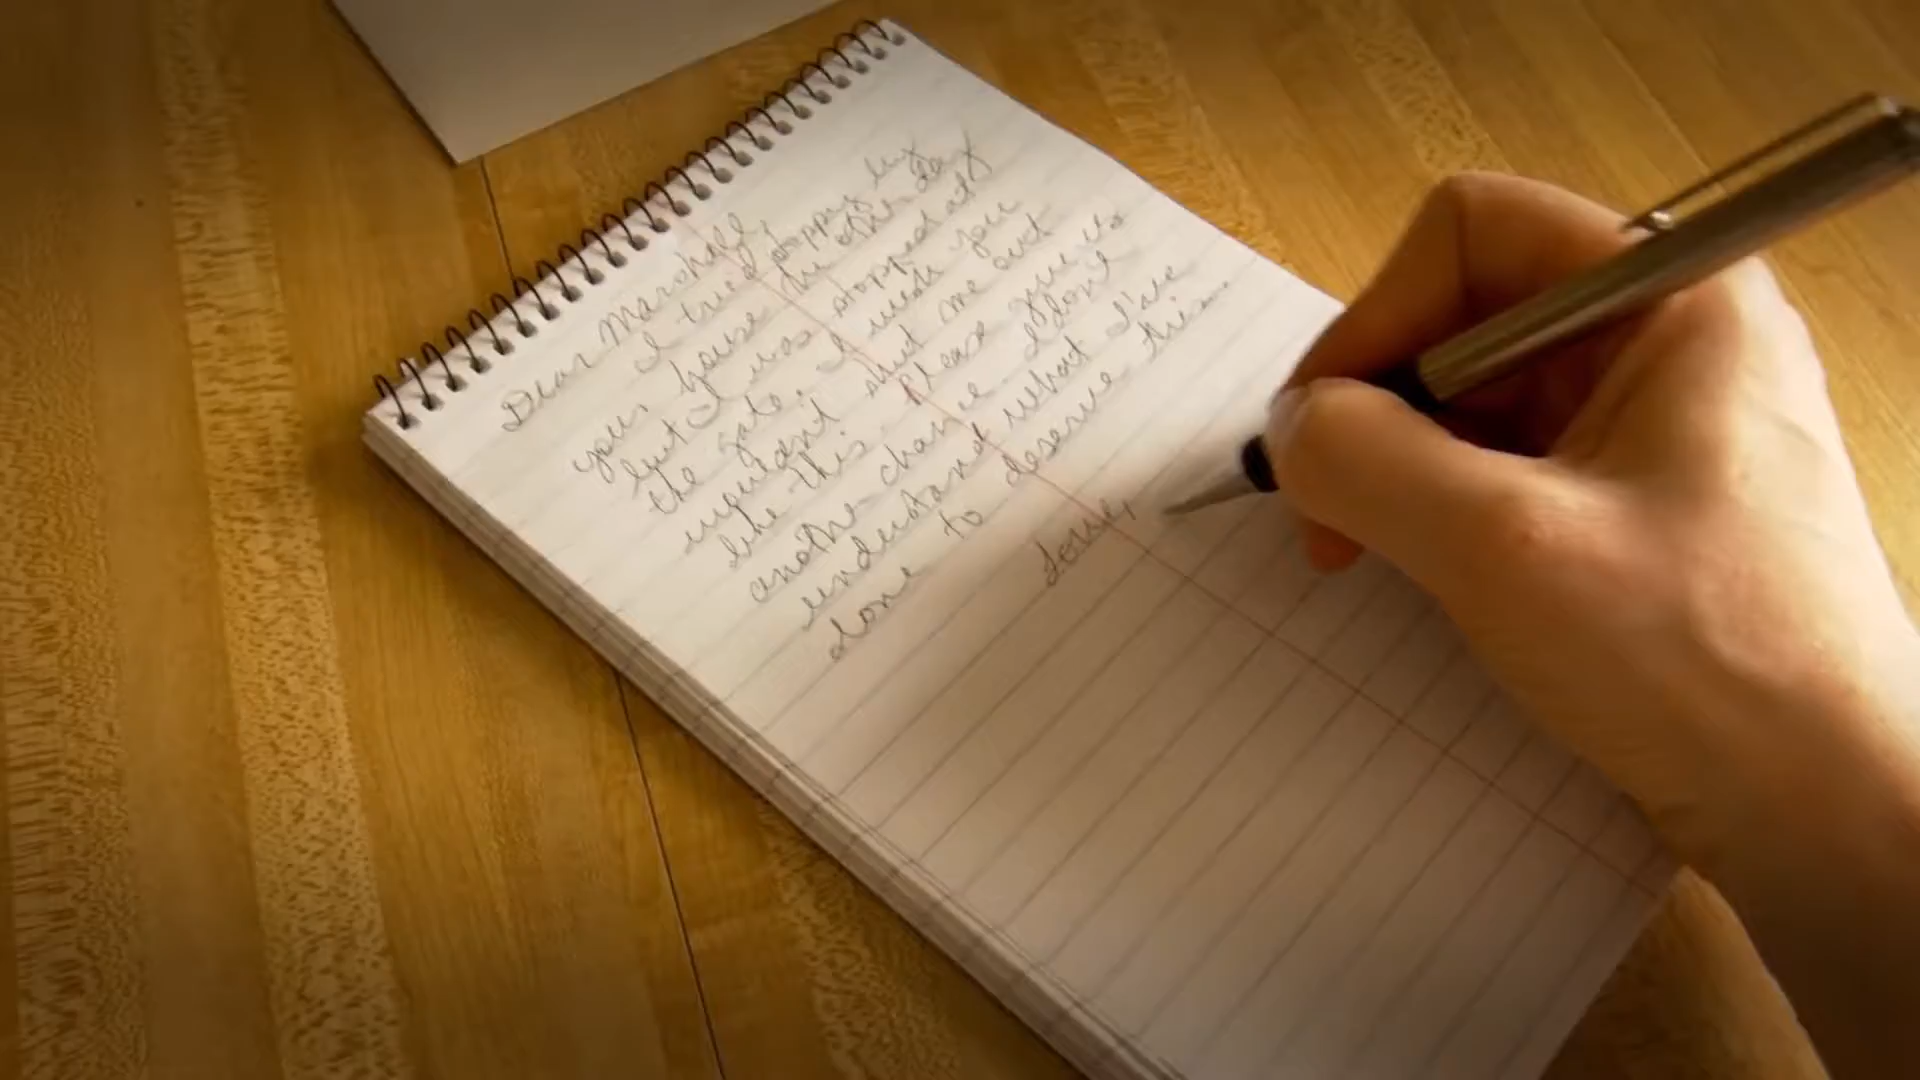 Dear Marshall,
I tried stopping by
your house the other day
but I was stopped at
the gate. I wish you
wouldn't shut me out
like this. Please give us
another chance. I don't
understand what I've
done to deserve this.
Love,